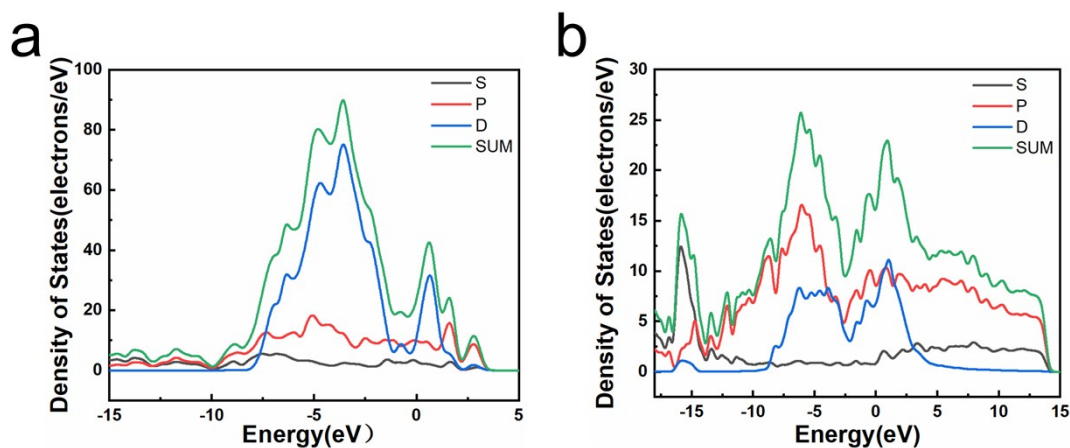 a
Density of States(electrons/eV)
100
80
60
40
20
0
-15
-10
-5
0
5
Energy(eV）
S
P
D
SUM
b
Density of States(electrons/eV)
30
25
20
15
10
5
0
-15
-10
-5
0
5
10
15
Energy(eV)
S
P
D
SUM